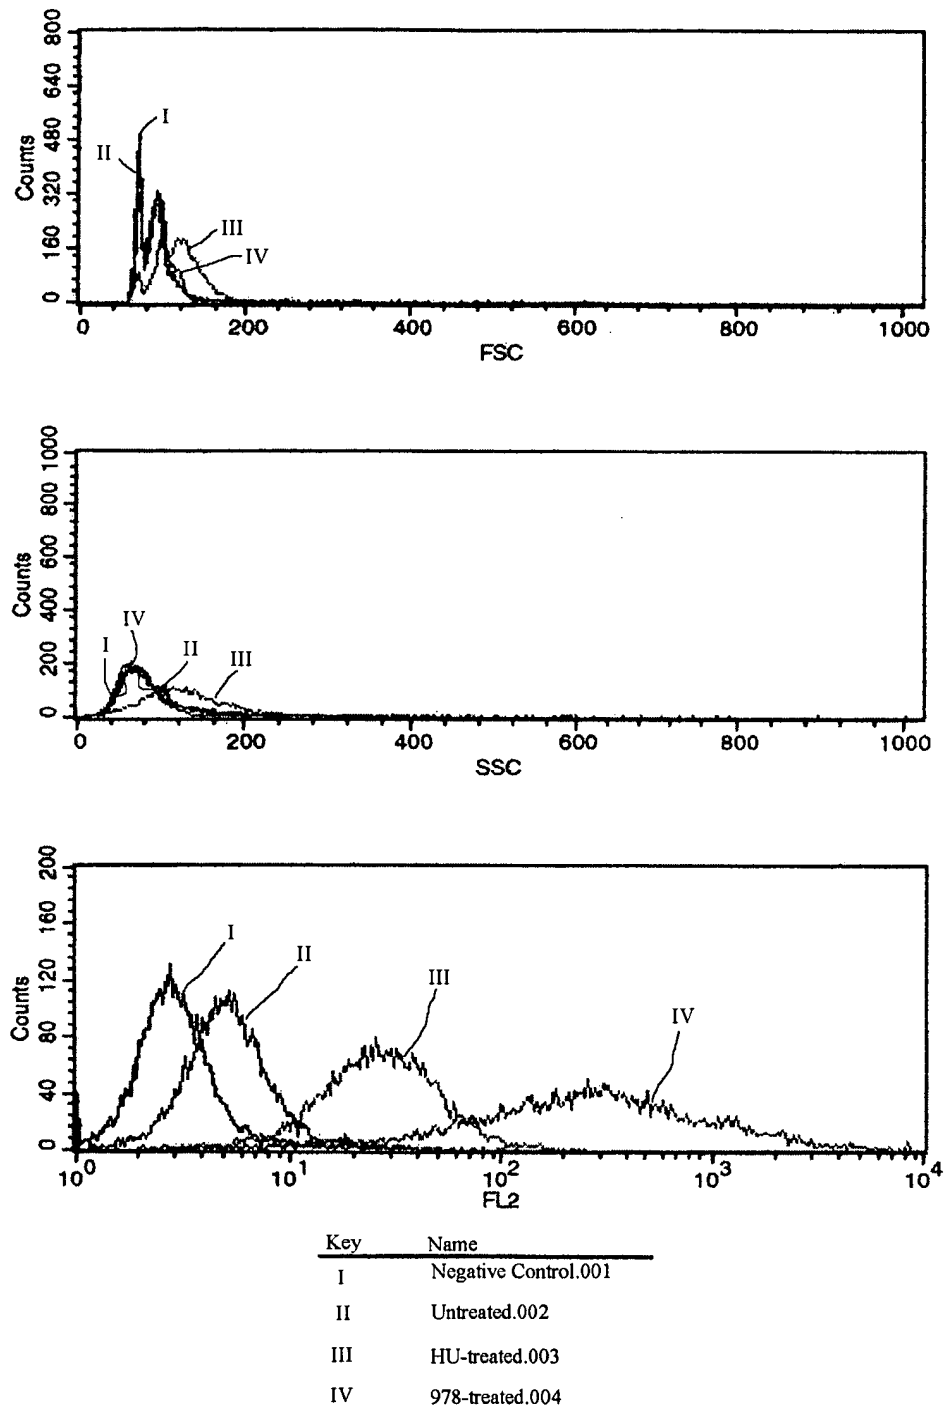 800
640
480
320
160
0
Counts
I
II
III
IV
0 200 400 600 800 1000
FSC
1000
800
600
400
200
0
Counts
IV
I
II
III
0 200 400 600 800 1000
SSC
200
160
120
80
40
0
Counts
I
II
III
IV
10^0 10^1 10^2 10^3 10^4
FL2
Key Name
I Negative Control.001
II Untreated.002
III HU-treated.003
IV 978-treated.004